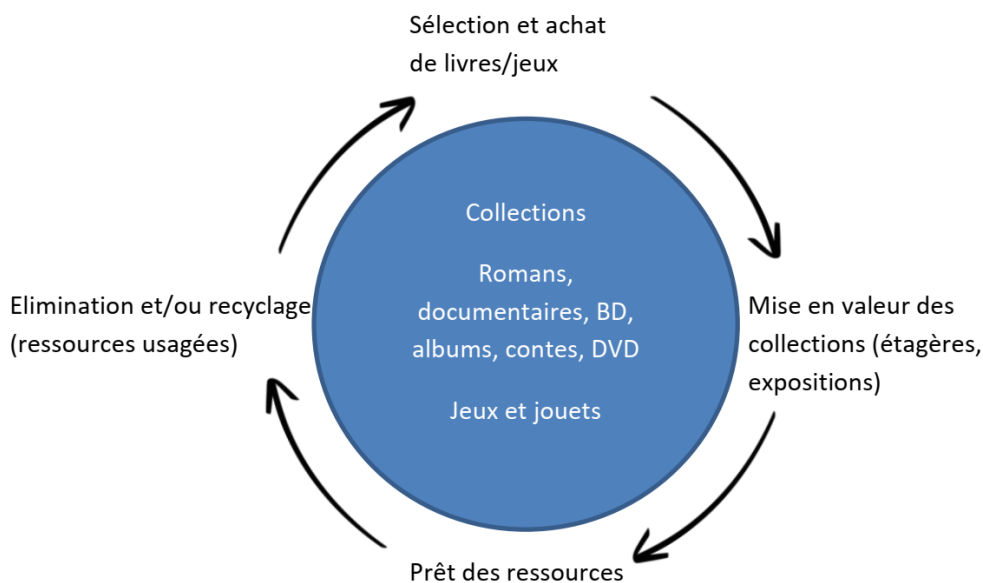 Sélection et achat
de livres/jeux
Collections
Romans,
documentaires, BD,
albums, contes, DVD
Jeux et jouets
Elimination et/ou recyclage
(ressources usagées)
Mise en valeur des
collections (étagères,
expositions)
Prêt des ressources